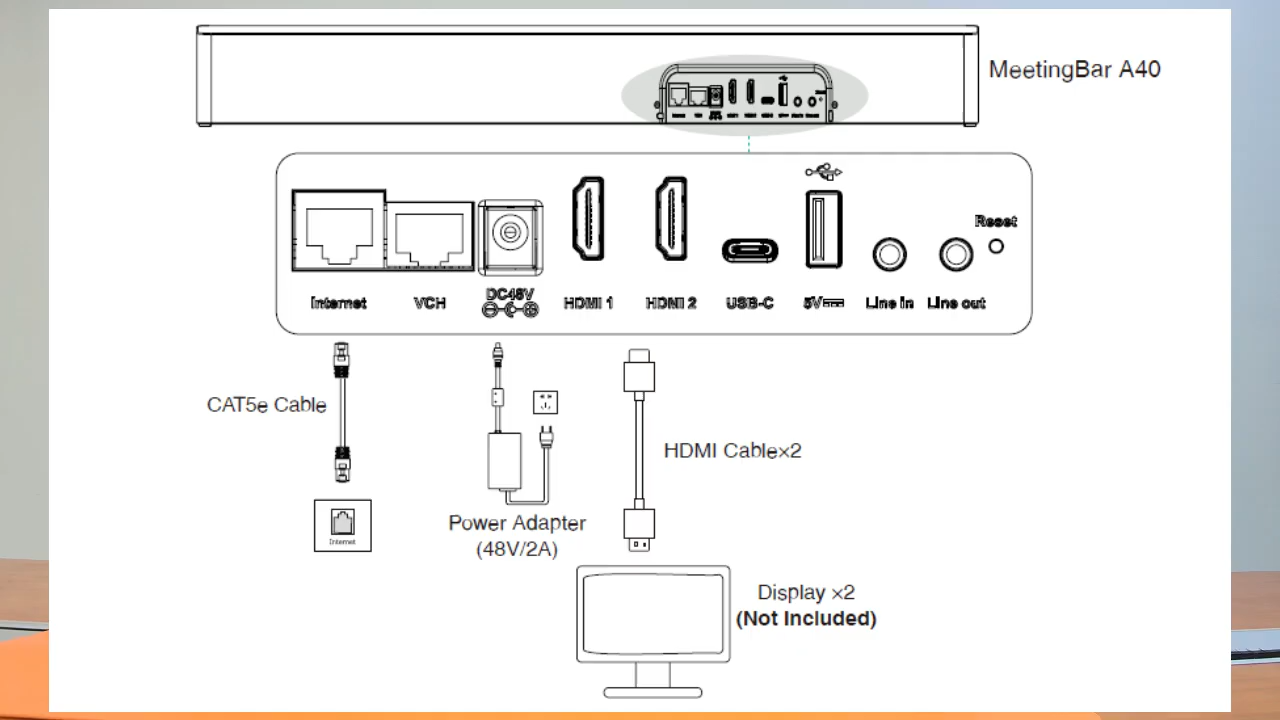 MeetingBar A40
Reset
Internet
VCH
DC48V
HDMI 1
HDMI 2
USB-C
5V
Line in
Line out
CAT5e Cable
HDMI Cable×2
Internet
Power Adapter
(48V/2A)
Display ×2
(Not Included)